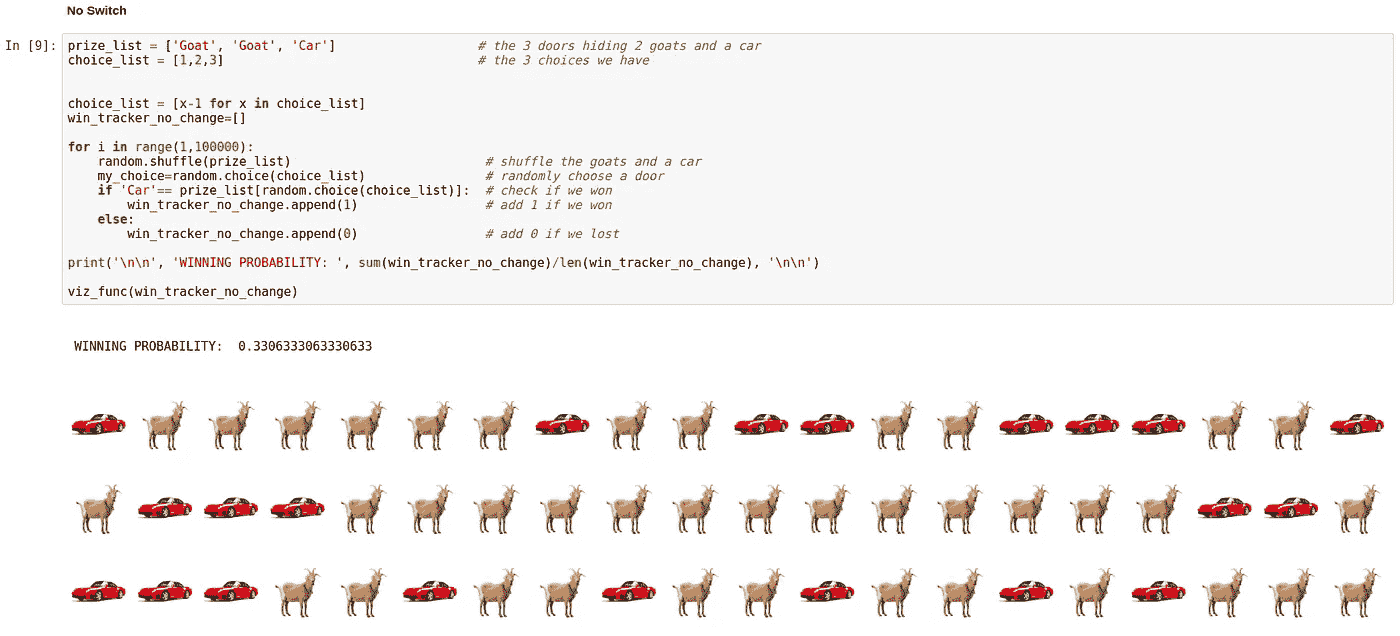 No Switch
In [9]: prize_list = ['Goat', 'Goat', 'Car'] # the 3 doors hiding 2 goats and a car
choice_list = [1,2,3] # the 3 choices we have
choice_list = [x-1 for x in choice_list]
win_tracker_no_change=[]
for i in range(1,100000):
random.shuffle(prize_list) # shuffle the goats and a car
my_choice=random.choice(choice_list) # randomly choose a door
if 'Car'== prize_list[random.choice(choice_list)]: # check if we won
win_tracker_no_change.append(1) # add 1 if we won
else:
win_tracker_no_change.append(0) # add 0 if we lost
print('\n\n', 'WINNING PROBABILITY: ', sum(win_tracker_no_change)/len(win_tracker_no_change), '\n\n')
viz_func(win_tracker_no_change)
WINNING PROBABILITY: 0.3306333063330633